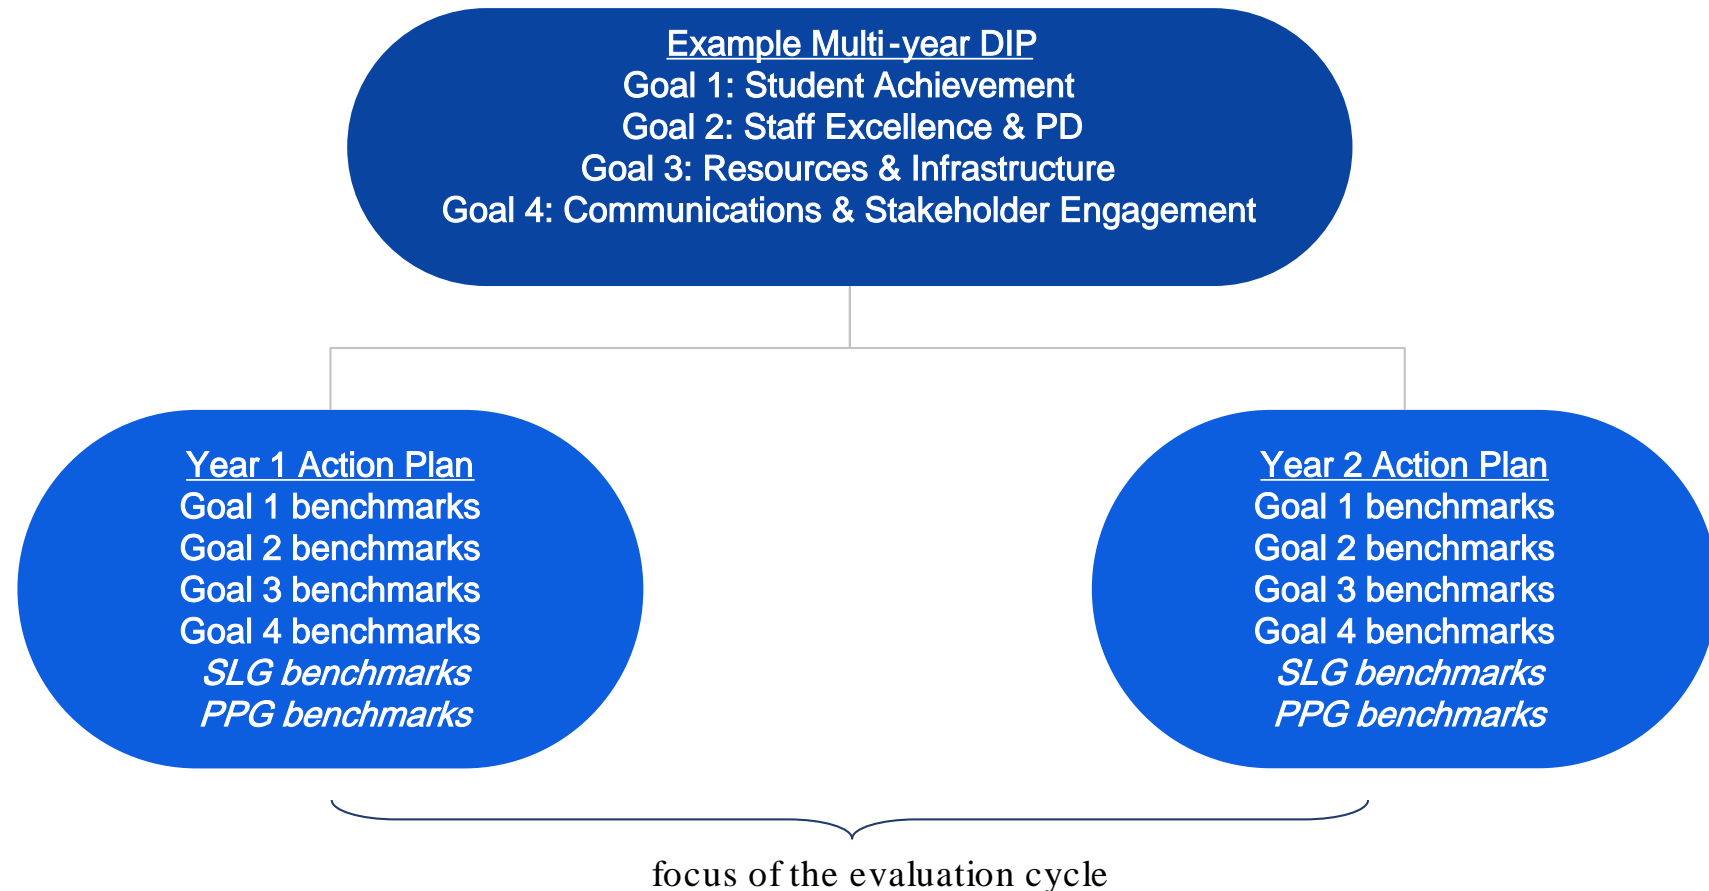 Example Multi-year DIP
Goal 1: Student Achievement
Goal 2: Staff Excellence & PD
Goal 3: Resources & Infrastructure
Goal 4: Communications & Stakeholder Engagement
Year 1 Action Plan
Goal 1 benchmarks
Goal 2 benchmarks
Goal 3 benchmarks
Goal 4 benchmarks
SLG benchmarks
PPG benchmarks
Year 2 Action Plan
Goal 1 benchmarks
Goal 2 benchmarks
Goal 3 benchmarks
Goal 4 benchmarks
SLG benchmarks
PPG benchmarks
focus of the evaluation cycle